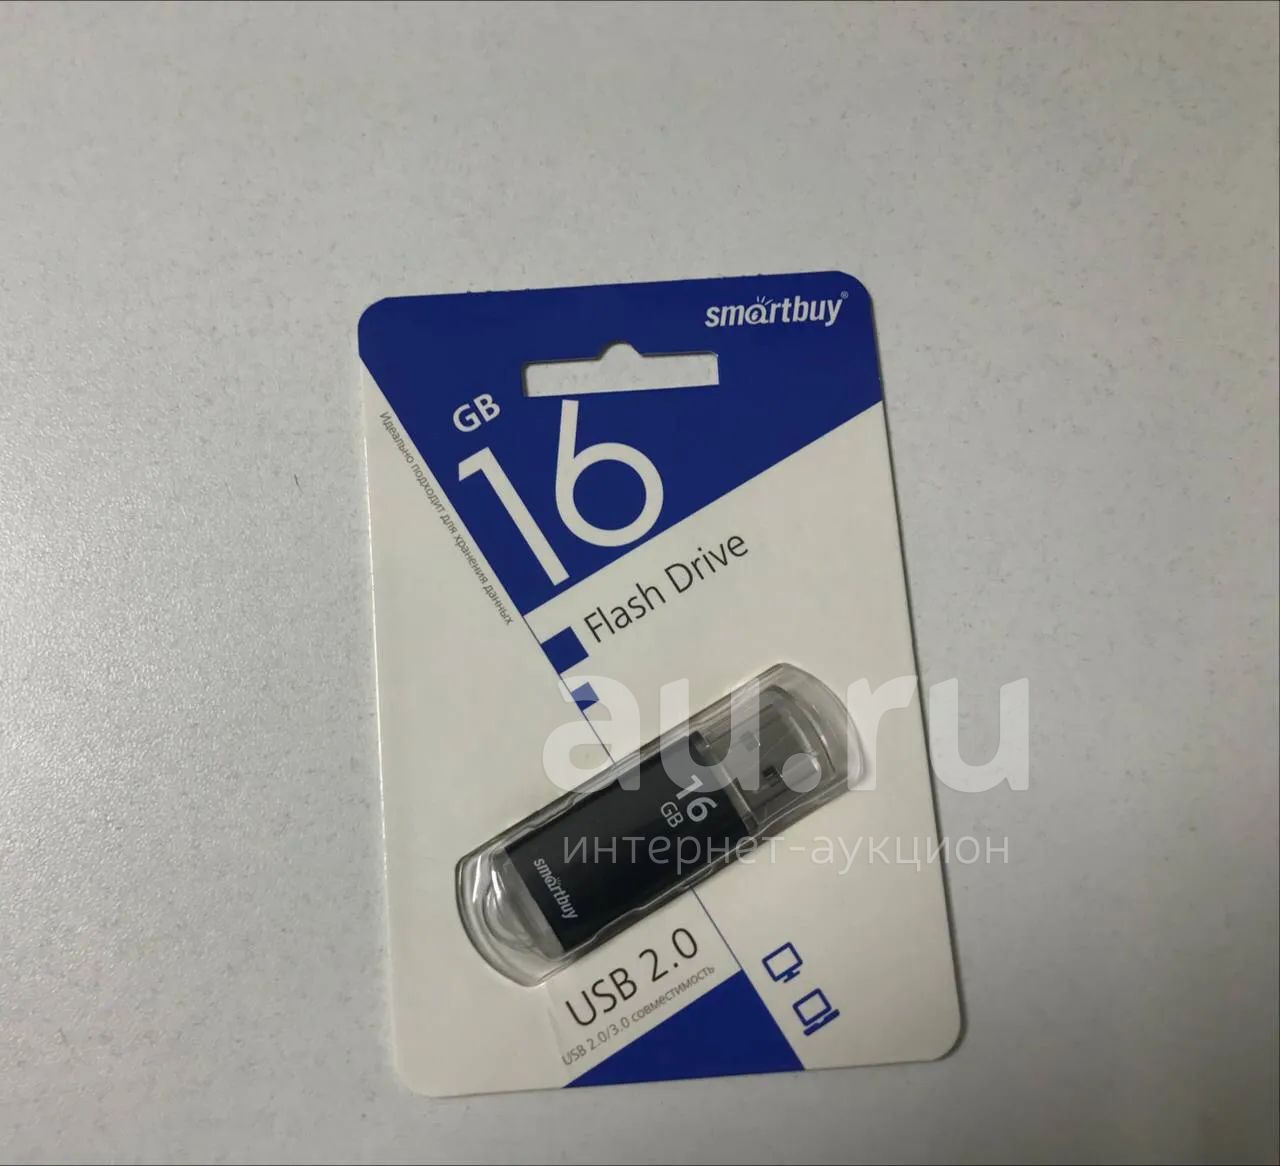 smartbuy®
GB
16
Идеально подходит для хранения данных
Flash Drive
au.ru
интернет-аукцион
16
GB
smartbuy
USB 2.0
USB 2.0/3.0 совместимость